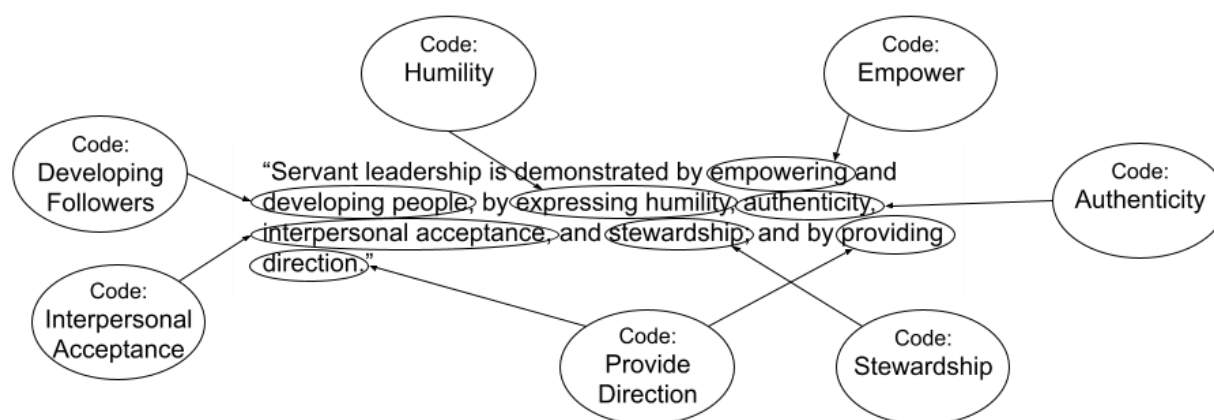 Code:
Humility
Code:
Empower
Code:
Developing
Followers
“Servant leadership is demonstrated by empowering and
developing people, by expressing humility, authenticity,
interpersonal acceptance, and stewardship, and by providing
direction.”
Code:
Authenticity
Code:
Interpersonal
Acceptance
Code:
Provide
Direction
Code:
Stewardship